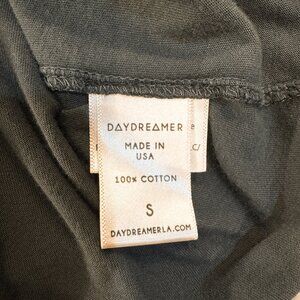 DAYDREAMER
MADE IN
USA
100% COTTON
S
DAYDREAMERLA.COM